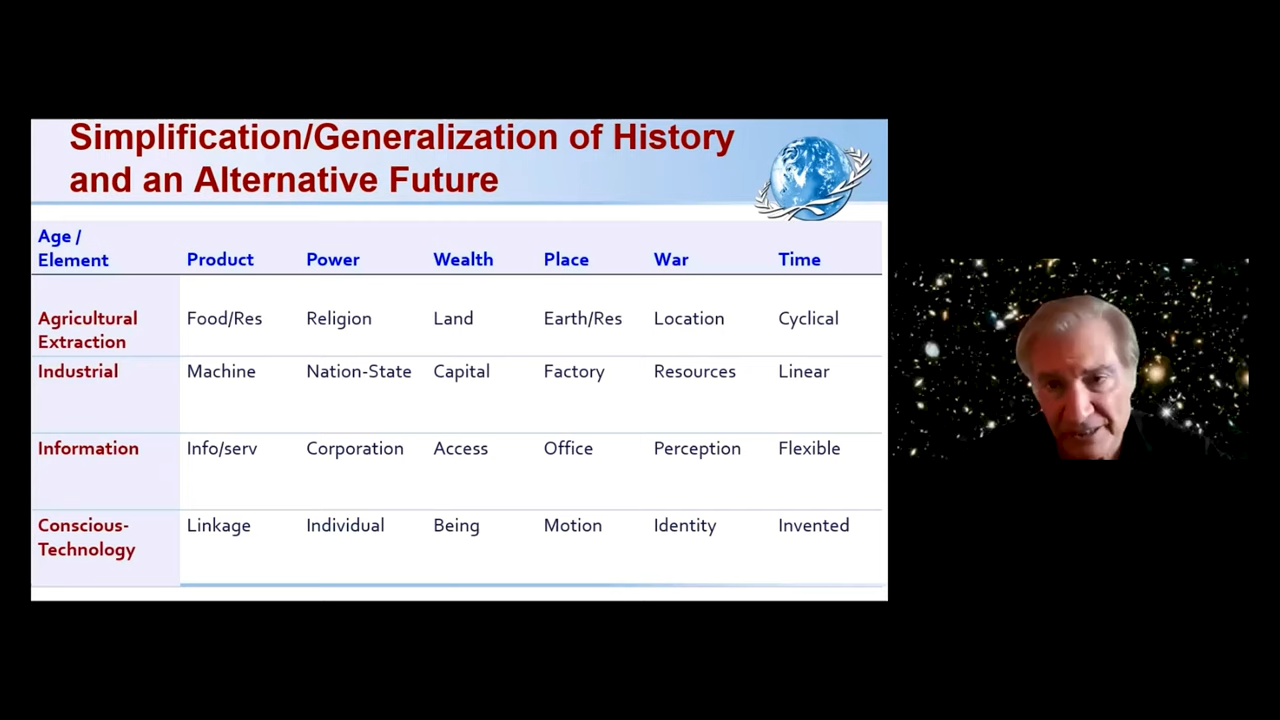 Simplification/Generalization of History
and an Alternative Future
Age /
Element Product Power Wealth Place War Time
Agricultural
Extraction Food/Res Religion Land Earth/Res Location Cyclical
Industrial Machine Nation-State Capital Factory Resources Linear
Information Info/serv Corporation Access Office Perception Flexible
Conscious-
Technology Linkage Individual Being Motion Identity Invented